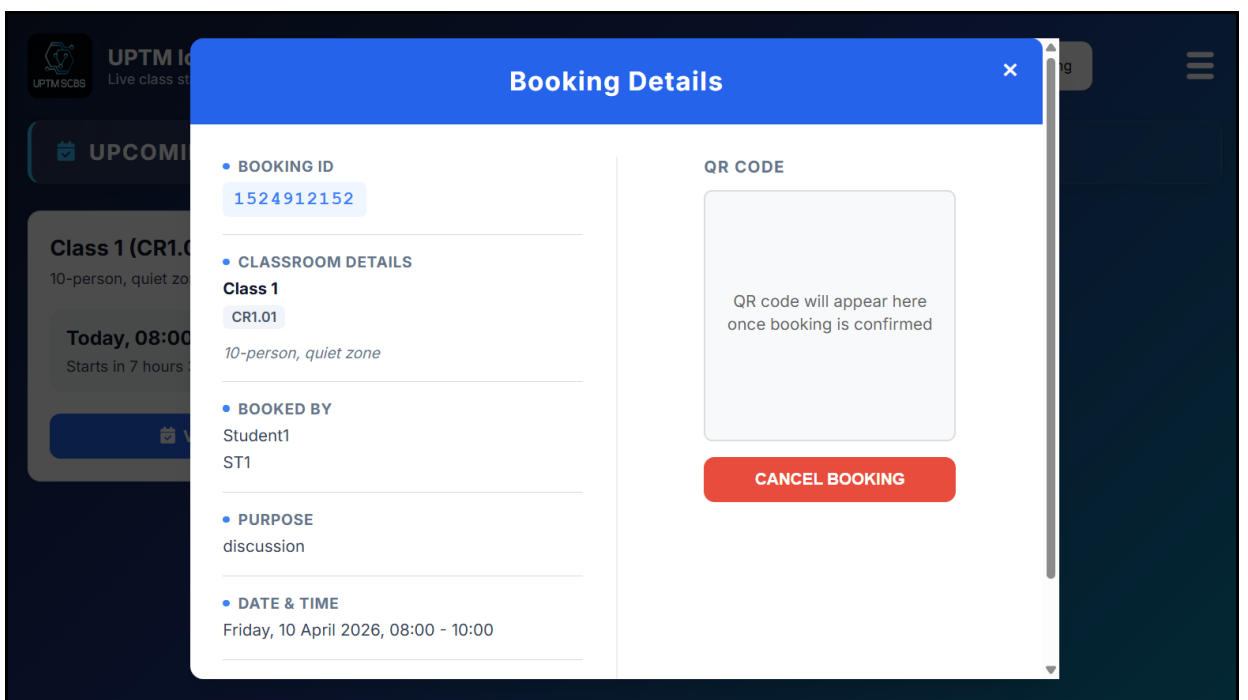 UPTM SCBS
UPTM Io
Live class st
ng
UPCOMI
Class 1 (CR1.0
10-person, quiet zo
Today, 08:00
Starts in 7 hours
Booking Details
BOOKING ID
1524912152
CLASSROOM DETAILS
Class 1
CR1.01
10-person, quiet zone
BOOKED BY
Student1
ST1
PURPOSE
discussion
DATE & TIME
Friday, 10 April 2026, 08:00 - 10:00
QR CODE
QR code will appear here
once booking is confirmed
CANCEL BOOKING